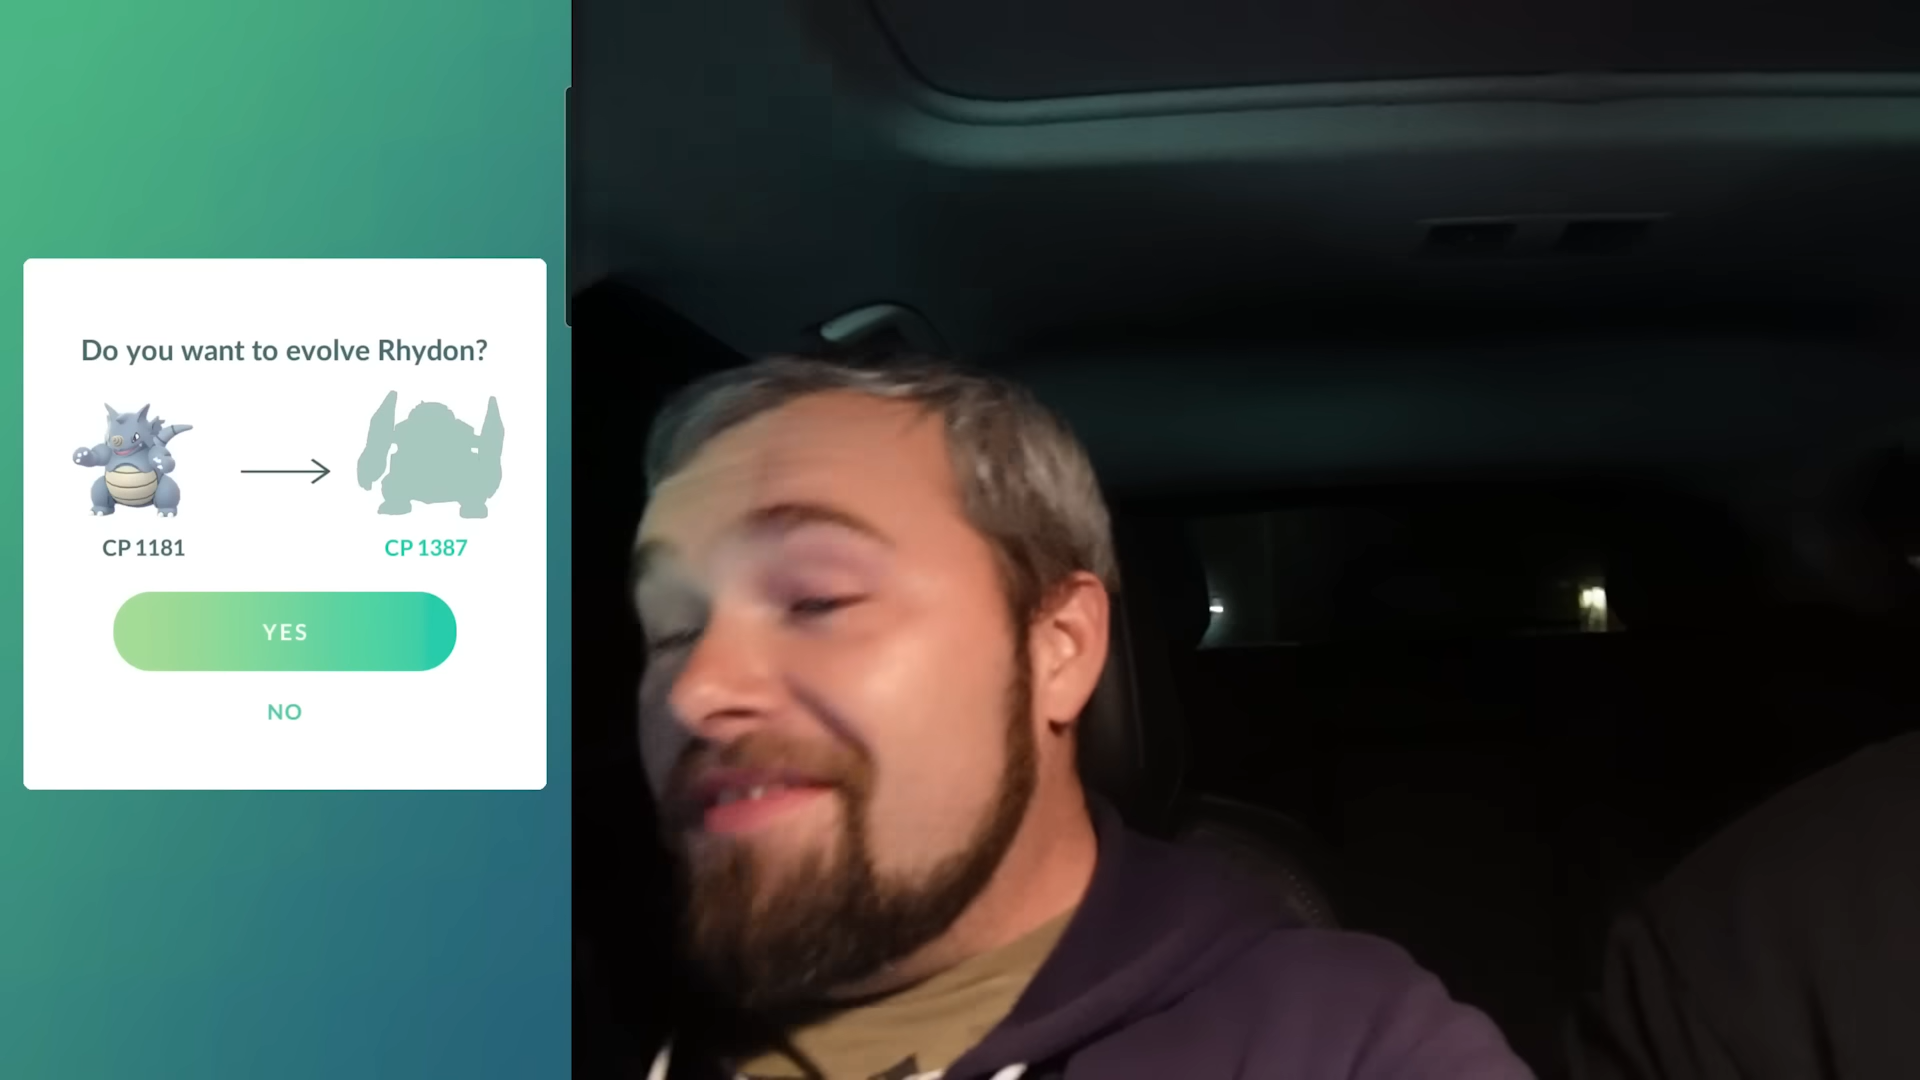 Do you want to evolve Rhydon?
CP 1181
CP 1387
YES
NO